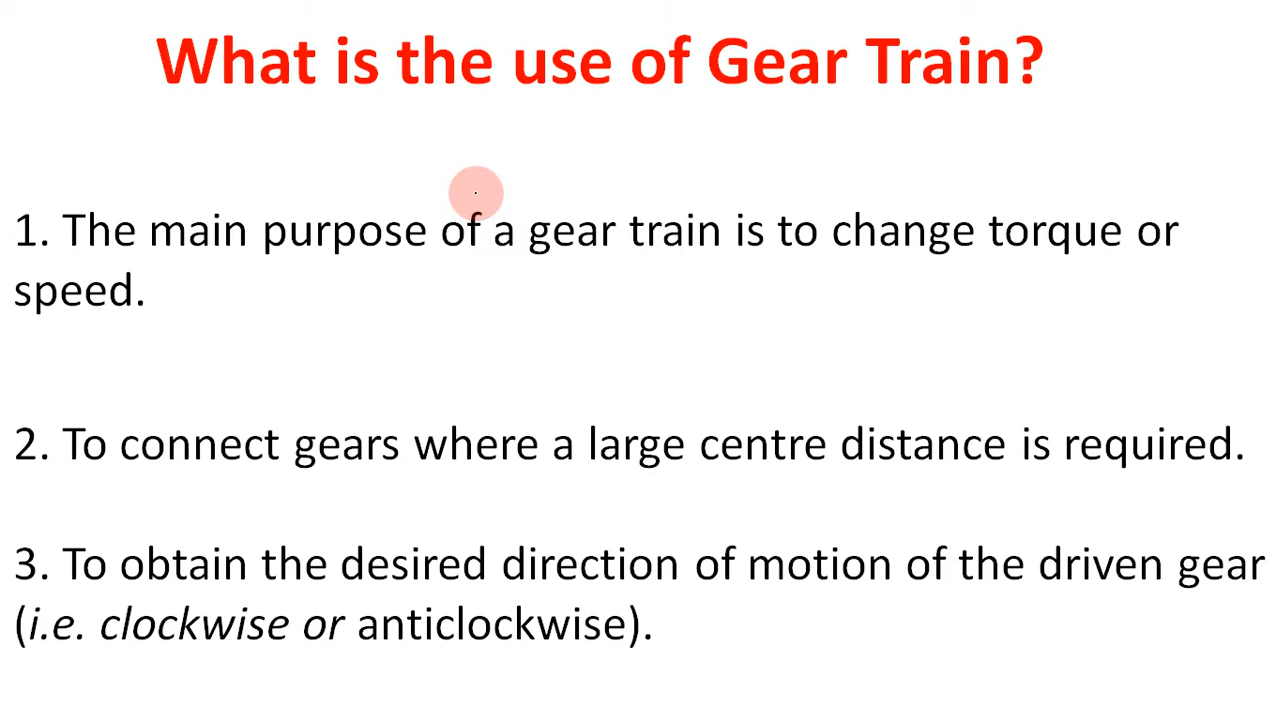 What is the use of Gear Train?
1. The main purpose of a gear train is to change torque or
speed.
2. To connect gears where a large centre distance is required.
3. To obtain the desired direction of motion of the driven gear
(i.e. clockwise or anticlockwise).